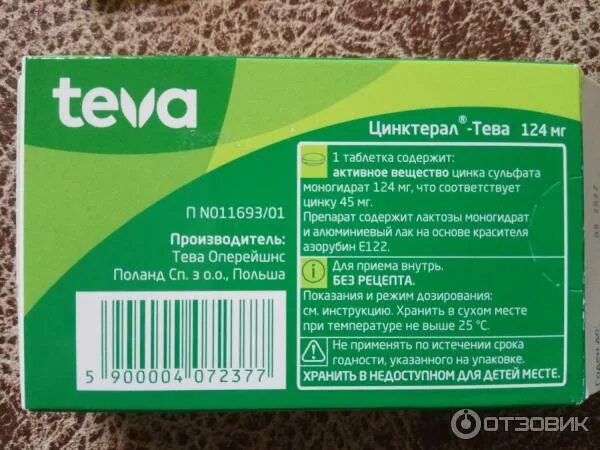 teva
Цинктерал®-Тева 124 мг
1 таблетка содержит:
активное вещество цинка сульфата
моногидрат 124 мг, что соответствует
цинку 45 мг.
Препарат содержит лактозы моногидрат
и алюминиевый лак на основе красителя
азорубин Е122.
П N011693/01
Производитель:
Тева Оперейшнс
Поланд Сп. з о.о., Польша
Для приема внутрь.
БЕЗ РЕЦЕПТА.
Показания и режим дозирования:
см. инструкцию. Хранить в сухом месте
при температуре не выше 25 °С.
Не применять по истечении срока
годности, указанного на упаковке.
ХРАНИТЬ В НЕДОСТУПНОМ ДЛЯ ДЕТЕЙ МЕСТЕ.
5 900004 072377
08 2022
ОТЗОВИК